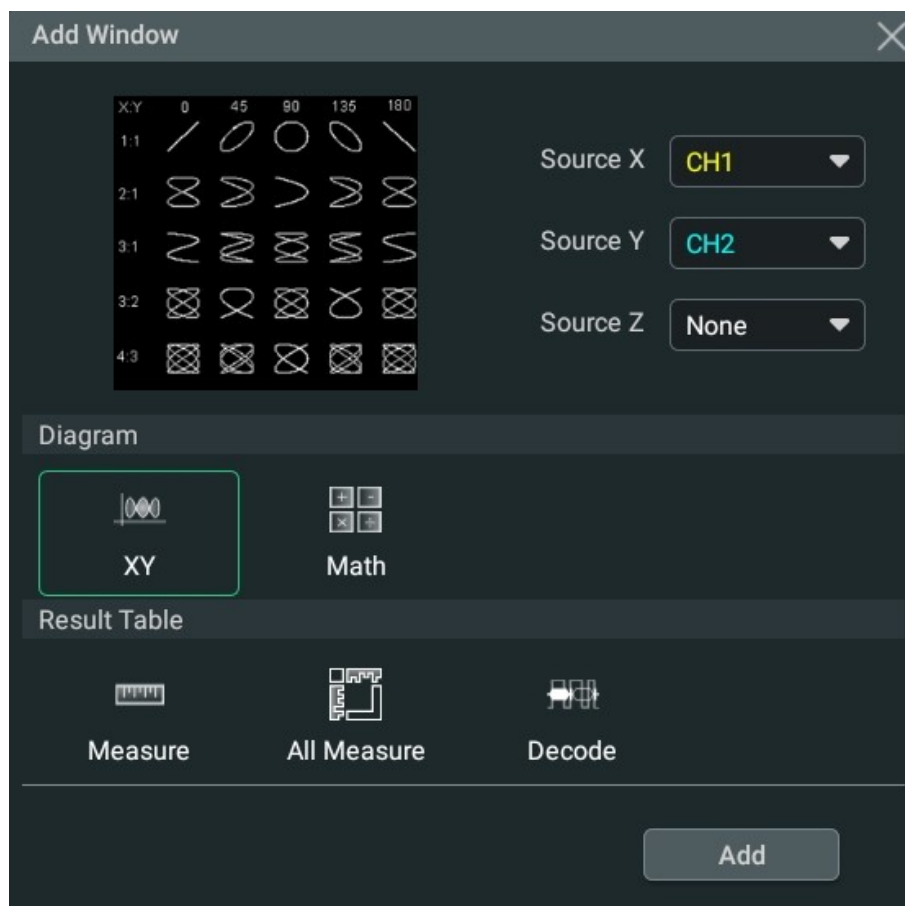 Add Window
X:Y 0 45 90 135 180
1:1
2:1
3:1
3:2
4:3
Source X CH1
Source Y CH2
Source Z None
Diagram
XY Math
Result Table
Measure All Measure Decode
Add